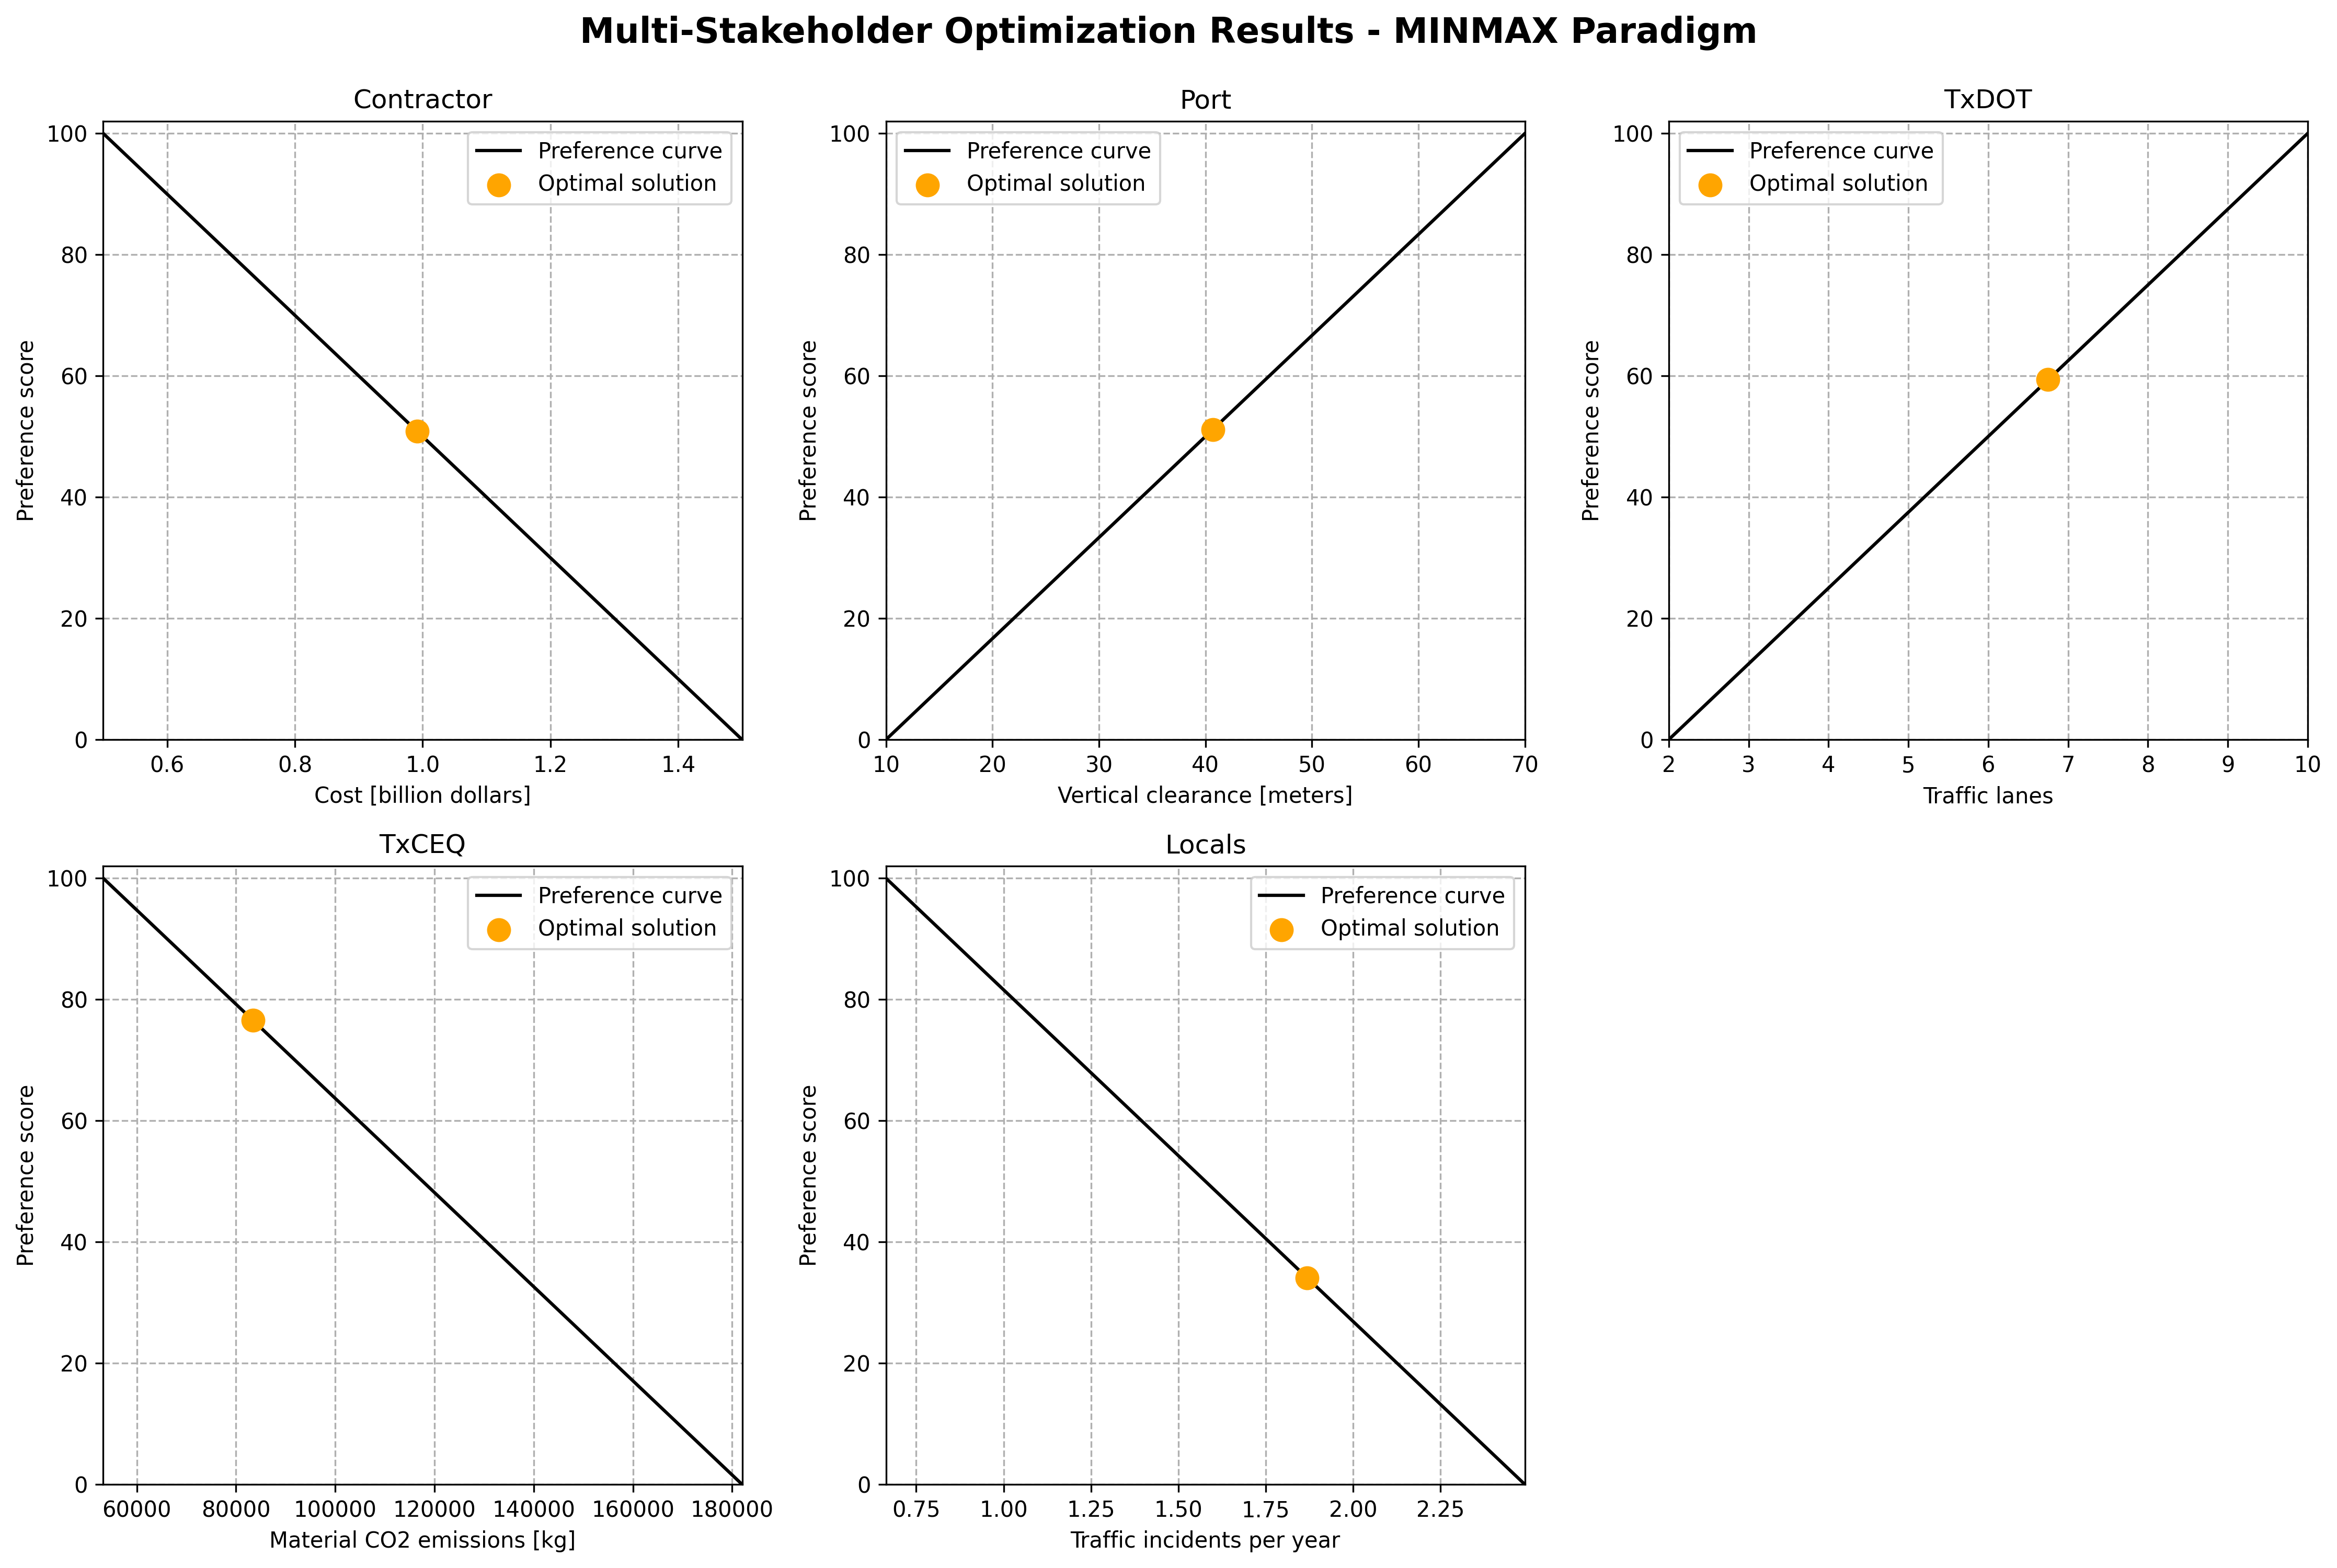 Multi-Stakeholder Optimization Results - MINMAX Paradigm
Contractor
Preference curve
Optimal solution
100
80
60
40
20
0
Preference score
0.6 0.8 1.0 1.2 1.4
Cost [billion dollars]
Port
Preference curve
Optimal solution
100
80
60
40
20
0
Preference score
10 20 30 40 50 60 70
Vertical clearance [meters]
TxDOT
Preference curve
Optimal solution
100
80
60
40
20
0
Preference score
2 3 4 5 6 7 8 9 10
Traffic lanes
TxCEQ
Preference curve
Optimal solution
100
80
60
40
20
0
Preference score
60000 80000 100000 120000 140000 160000 180000
Material CO2 emissions [kg]
Locals
Preference curve
Optimal solution
100
80
60
40
20
0
Preference score
0.75 1.00 1.25 1.50 1.75 2.00 2.25
Traffic incidents per year